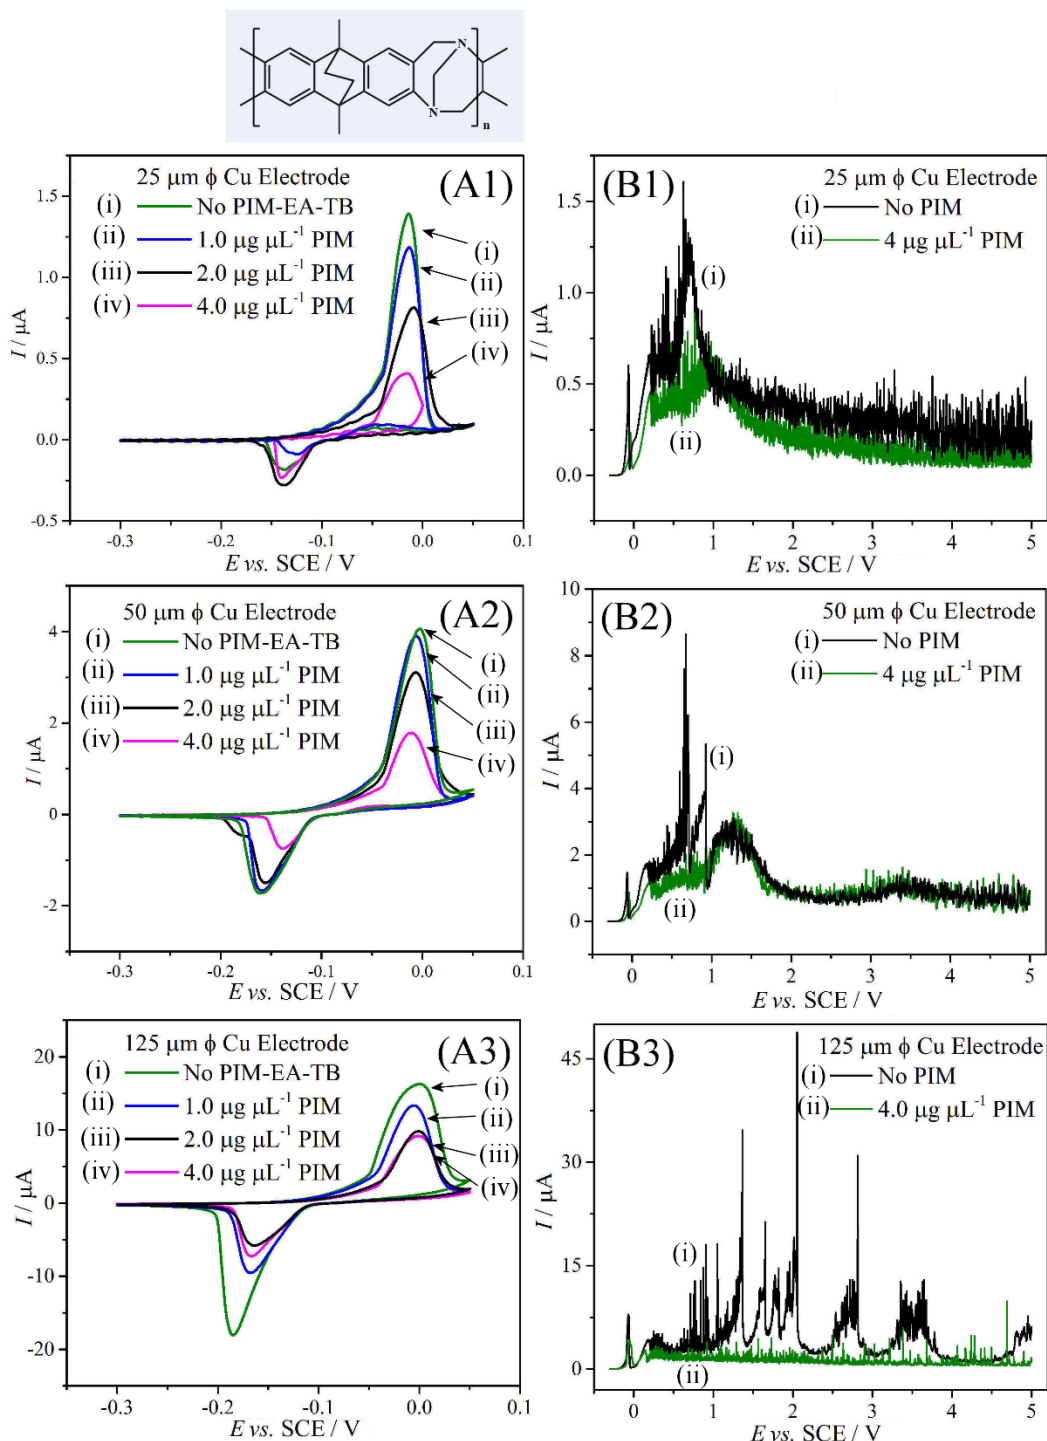 N
N
n
25 μm ϕ Cu Electrode
(A1)
(i) No PIM-EA-TB
(ii) 1.0 μg μL⁻¹ PIM
(iii) 2.0 μg μL⁻¹ PIM
(iv) 4.0 μg μL⁻¹ PIM
(i)
(ii)
(iii)
(iv)
1.5
1.0
0.5
0.0
-0.5
I / μA
-0.3 -0.2 -0.1 0.0 0.1
E vs. SCE / V
(B1)
25 μm ϕ Cu Electrode
(i) No PIM
(ii) 4 μg μL⁻¹ PIM
(i)
(ii)
1.5
1.0
0.5
0.0
I / μA
0 1 2 3 4 5
E vs. SCE / V
50 μm ϕ Cu Electrode
(A2)
(i) No PIM-EA-TB
(ii) 1.0 μg μL⁻¹ PIM
(iii) 2.0 μg μL⁻¹ PIM
(iv) 4.0 μg μL⁻¹ PIM
(i)
(ii)
(iii)
(iv)
4
2
0
-2
I / μA
-0.3 -0.2 -0.1 0.0 0.1
E vs. SCE / V
(B2)
50 μm ϕ Cu Electrode
(i) No PIM
(ii) 4 μg μL⁻¹ PIM
(i)
(ii)
10
8
6
4
2
0
I / μA
0 1 2 3 4 5
E vs. SCE / V
125 μm ϕ Cu Electrode
(A3)
(i) No PIM-EA-TB
(ii) 1.0 μg μL⁻¹ PIM
(iii) 2.0 μg μL⁻¹ PIM
(iv) 4.0 μg μL⁻¹ PIM
(i)
(ii)
(iii)
(iv)
20
10
0
-10
-20
I / μA
-0.3 -0.2 -0.1 0.0 0.1
E vs. SCE / V
(B3)
125 μm ϕ Cu Electrode
(i) No PIM
(ii) 4.0 μg μL⁻¹ PIM
(i)
(ii)
45
30
15
0
I / μA
0 1 2 3 4 5
E vs. SCE / V